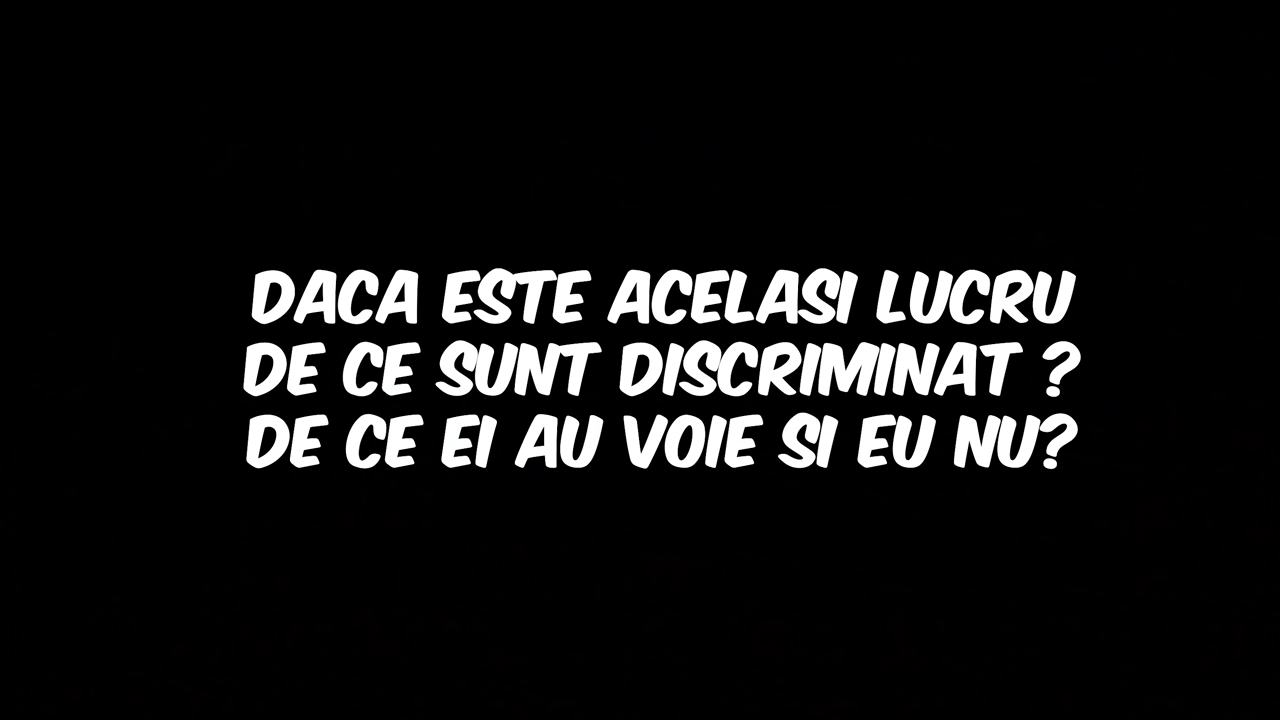 DACA ESTE ACELASI LUCRU
DE CE SUNT DISCRIMINAT ?
DE CE EI AU VOIE SI EU NU?